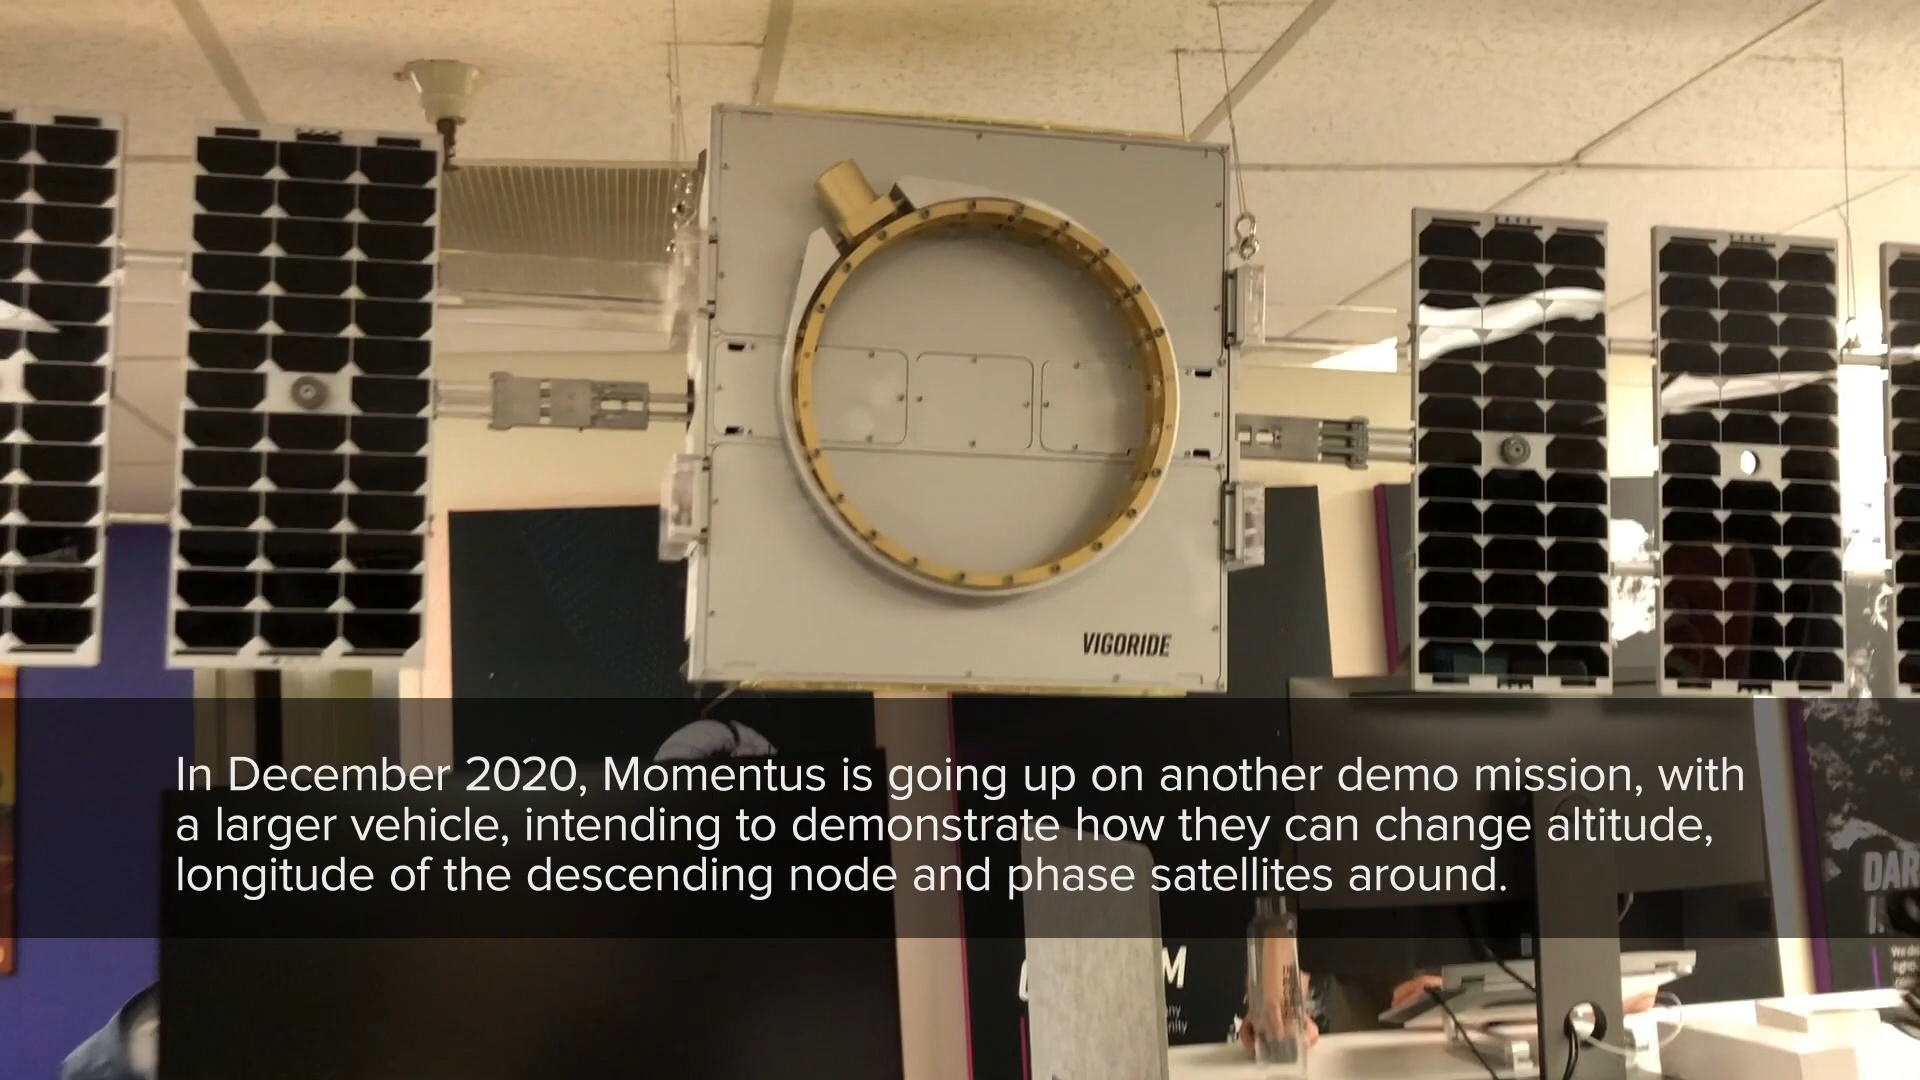 VIGORIDE
In December 2020, Momentus is going up on another demo mission, with
a larger vehicle, intending to demonstrate how they can change altitude,
longitude of the descending node and phase satellites around.
DAR
M